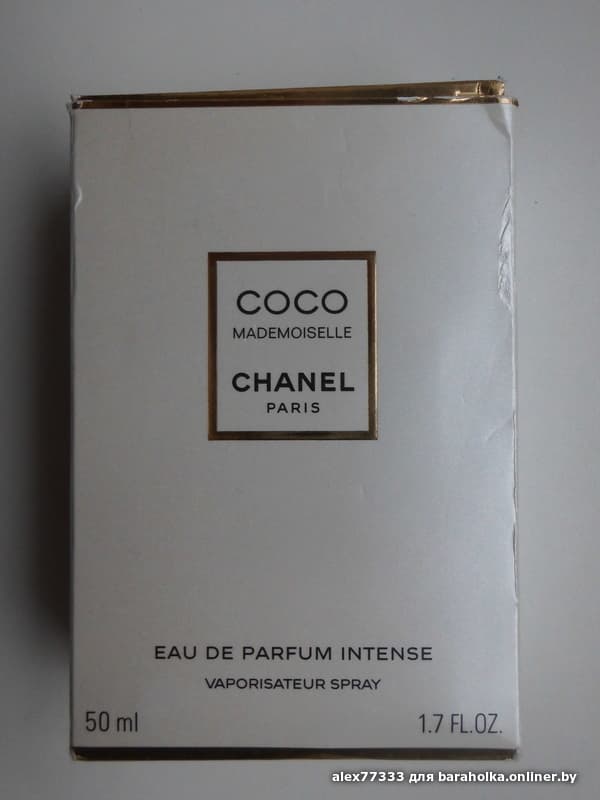 COCO
MADEMOISELLE
CHANEL
PARIS
EAU DE PARFUM INTENSE
VAPORISATEUR SPRAY
50 ml
1.7 FL.OZ.
alex77333 для baraholka.onliner.by